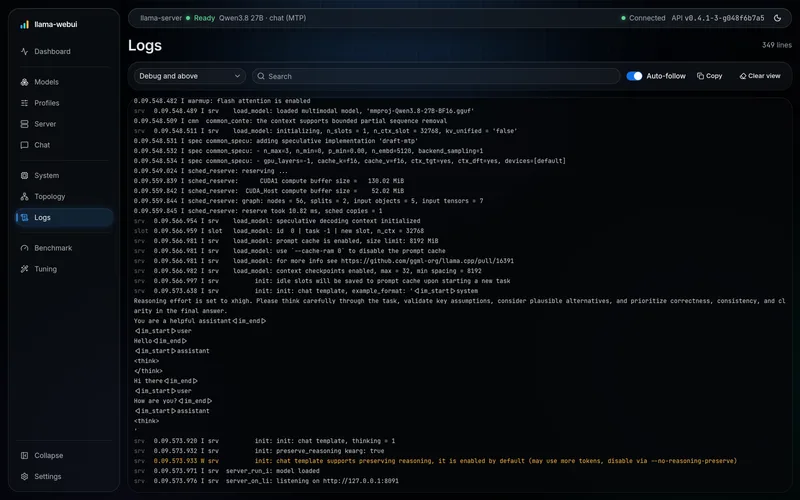 llama-webui
llama-server Ready Qwen3.8 27B · chat (MTP)
Connected API v0.4.1-3-g048f6b7a5
Dashboard
Models
Profiles
Server
Chat
System
Topology
Logs
Benchmark
Tuning
Collapse
Settings
Logs
349 lines
Debug and above
Search
Auto-follow
Copy
Clear view
0.09.548.482 I warmup: flash attention is enabled
srv 0.09.548.489 I srv load_model: loaded multimodal model, 'mmproj-Qwen3.8-27B-BF16.gguf'
0.09.548.509 I cmn common_conte: the context supports bounded partial sequence removal
srv 0.09.548.511 I srv load_model: initializing, n_slots = 1, n_ctx_slot = 32768, kv_unified = 'false'
0.09.548.531 I spec common_specu: adding speculative implementation 'draft-mtp'
0.09.548.532 I spec common_specu: - n_max=3, n_min=0, p_min=0.00, n_embd=5120, backend_sampling=1
0.09.548.534 I spec common_specu: - gpu_layers=-1, cache_k=f16, cache_v=f16, ctx_tgt=yes, ctx_dft=yes, devices=[default]
0.09.549.024 I sched_reserve: reserving ...
0.09.559.839 I sched_reserve: CUDA1 compute buffer size = 130.02 MiB
0.09.559.842 I sched_reserve: CUDA_Host compute buffer size = 52.02 MiB
0.09.559.844 I sched_reserve: graph: nodes = 56, splits = 2, input objects = 5, input tensors = 7
0.09.559.845 I sched_reserve: reserve took 10.82 ms, sched copies = 1
srv 0.09.566.954 I srv load_model: speculative decoding context initialized
slot 0.09.566.959 I slot load_model: id 0 | task -1 | new slot, n_ctx = 32768
srv 0.09.566.981 I srv load_model: prompt cache is enabled, size limit: 8192 MiB
srv 0.09.566.981 I srv load_model: use `--cache-ram 0` to disable the prompt cache
srv 0.09.566.981 I srv load_model: for more info see https://github.com/ggml-org/llama.cpp/pull/16391
srv 0.09.566.982 I srv load_model: context checkpoints enabled, max = 32, min spacing = 8192
srv 0.09.566.997 I srv init: idle slots will be saved to prompt cache upon starting a new task
srv 0.09.573.638 I srv init: init: chat template, example_format: '<|im_start|>system
Reasoning effort is set to xhigh. Please think carefully through the task, validate key assumptions, consider plausible alternatives, and prioritize correctness, consistency, and cl
arity in the final answer.
You are a helpful assistant<|im_end|>
<|im_start|>user
Hello<|im_end|>
<|im_start|>assistant
<think>
</think>
Hi there<|im_end|>
<|im_start|>user
How are you?<|im_end|>
<|im_start|>assistant
<think>
'
srv 0.09.573.920 I srv init: init: chat template, thinking = 1
srv 0.09.573.932 I srv init: preserve_reasoning kwarg: true
srv 0.09.573.933 W srv init: chat template supports preserving reasoning, it is enabled by default (may use more tokens, disable via --no-reasoning-preserve)
srv 0.09.573.971 I srv server_run_i: model loaded
srv 0.09.573.976 I srv server_on_li: listening on http://127.0.0.1:8091